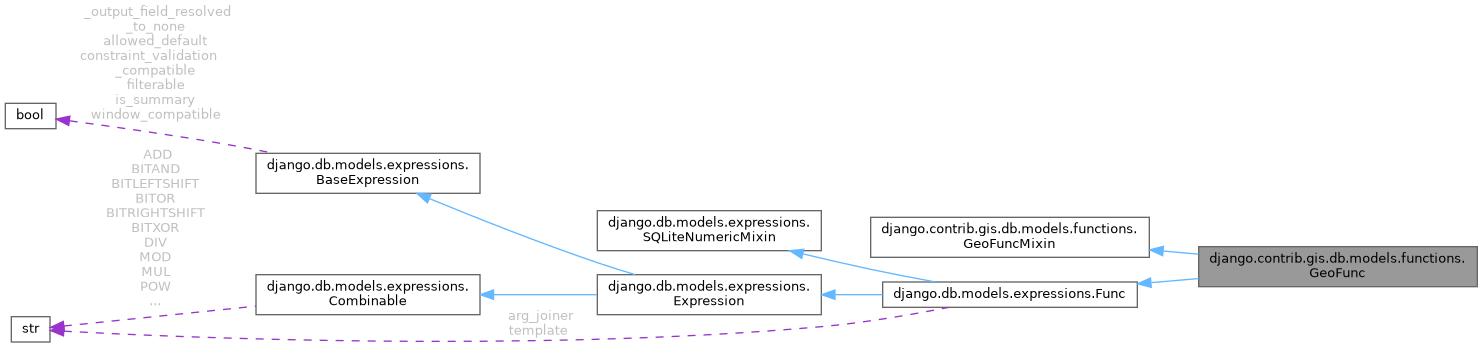 _output_field_resolved
_to_none
allowed_default
constraint_validation
_compatible
filterable
is_summary
window_compatible
bool
ADD
BITAND
BITLEFTSHIFT
BITOR
BITRIGHTSHIFT
BITXOR
DIV
MOD
MUL
POW
...
str
django.db.models.expressions.
BaseExpression
django.db.models.expressions.
Combinable
arg_joiner
template
django.db.models.expressions.
SQLiteNumericMixin
django.db.models.expressions.
Expression
django.contrib.gis.db.models.functions.
GeoFuncMixin
django.db.models.expressions.Func
django.contrib.gis.db.models.functions.
GeoFunc